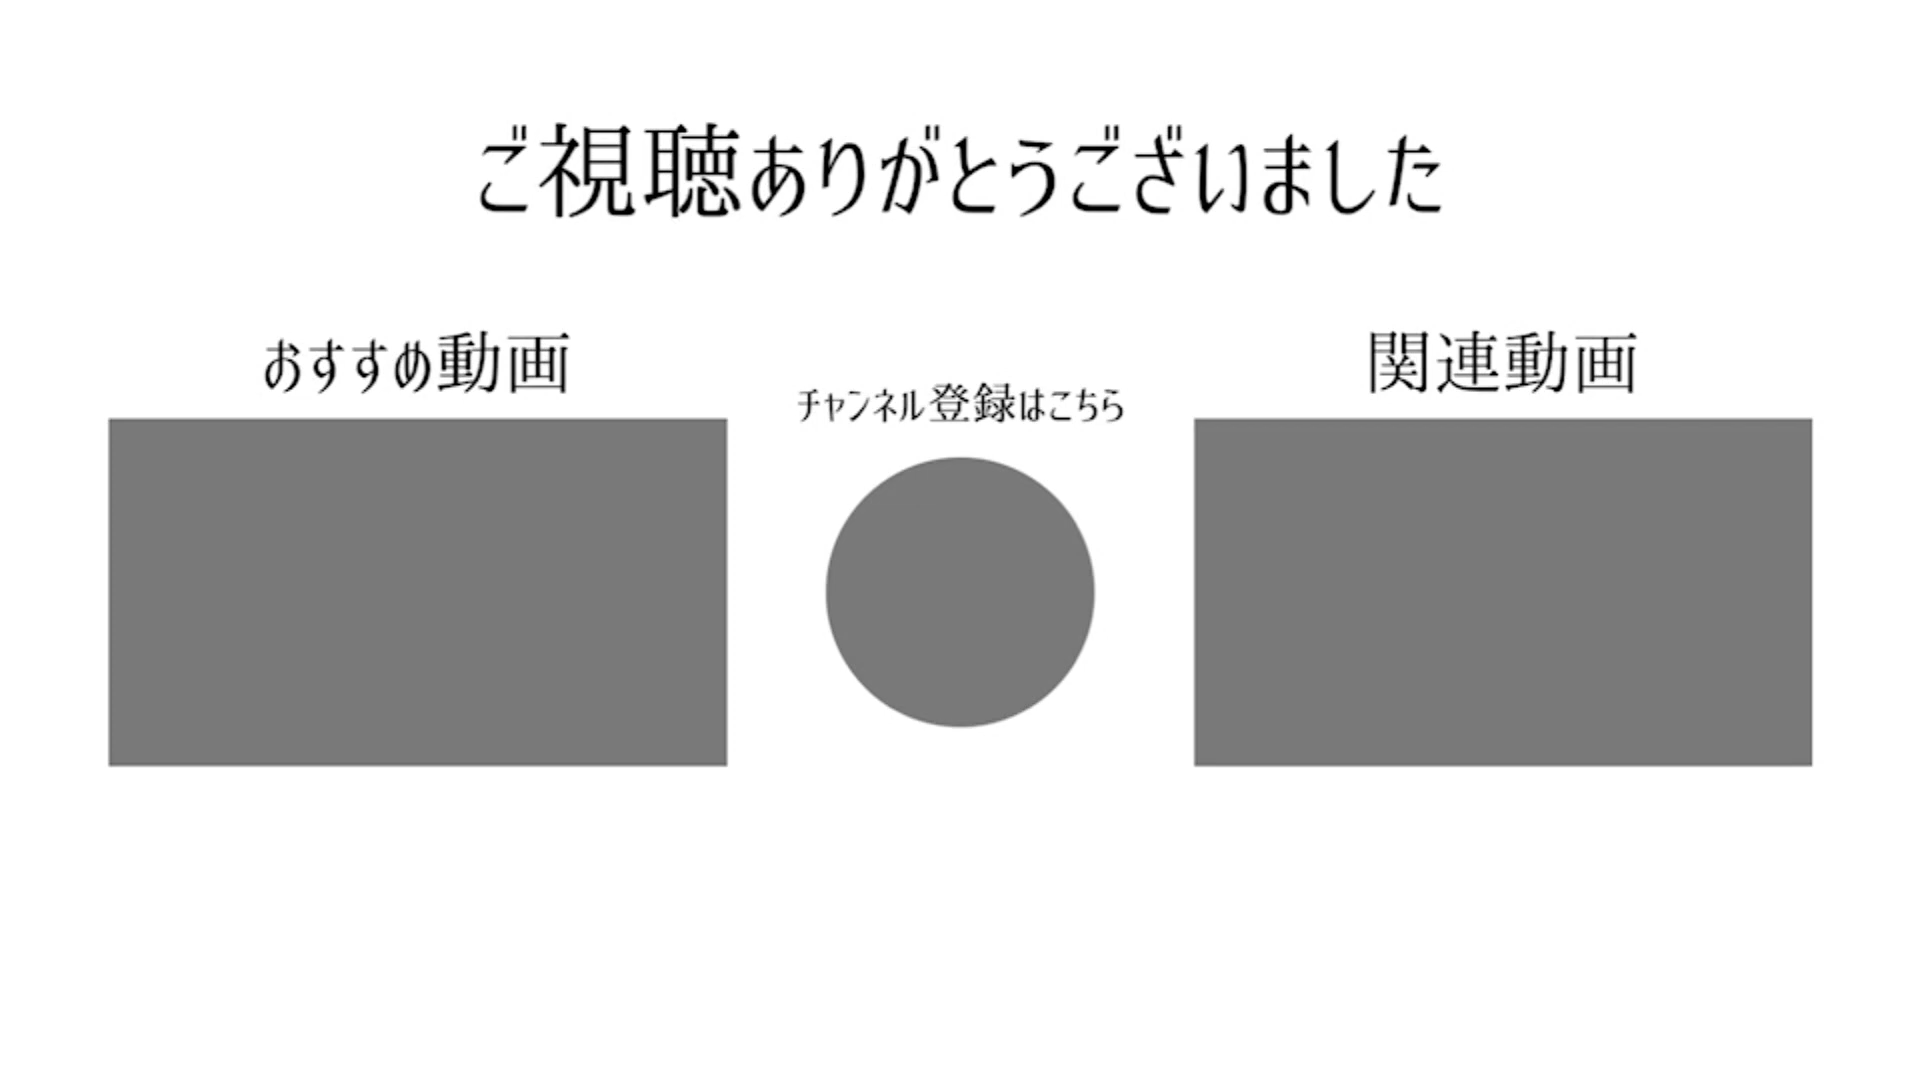 ご視聴ありがとうございました
おすすめ動画
チャンネル登録はこちら
関連動画